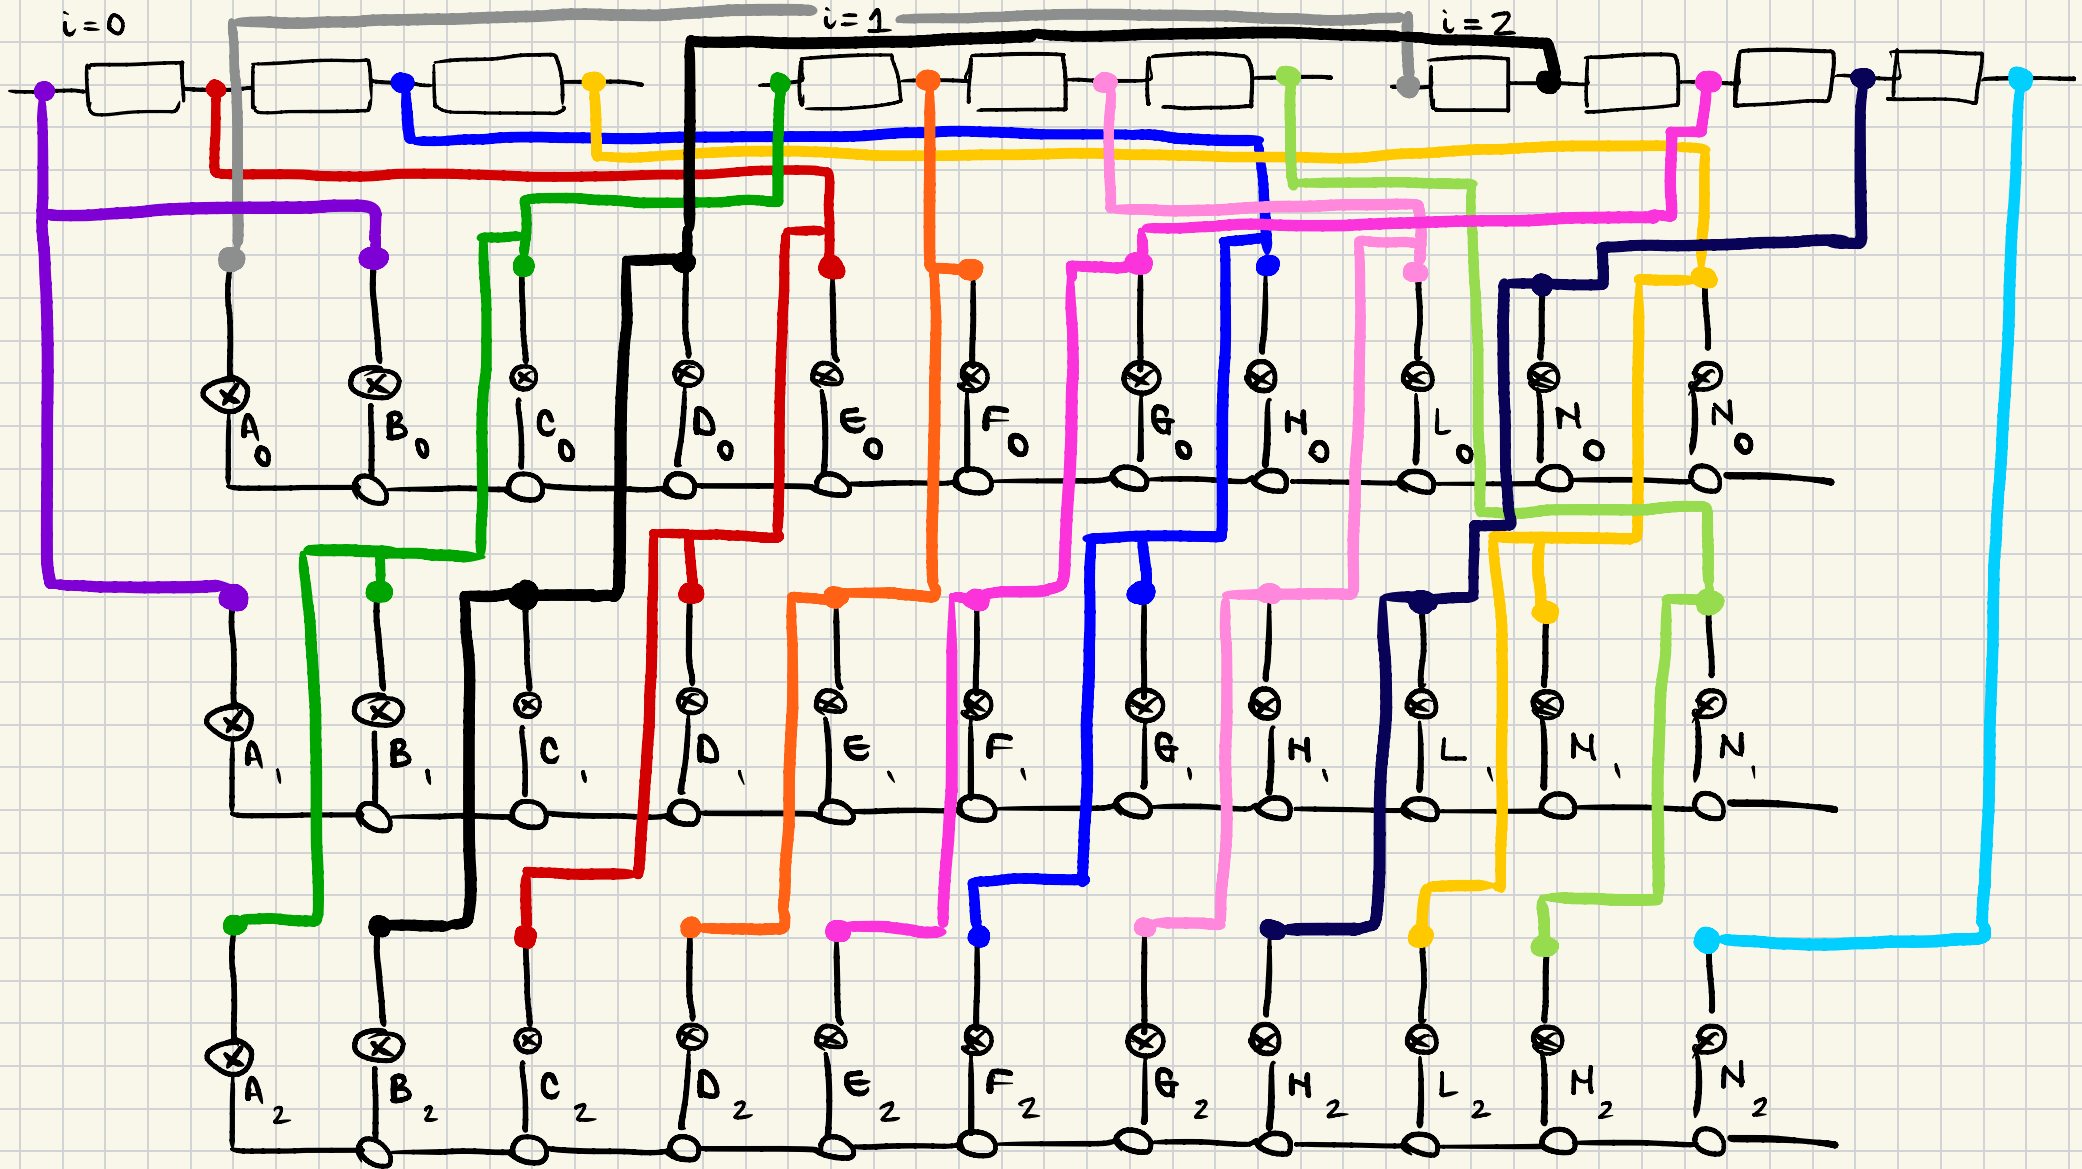 i=0 i=1 i=2
A₀ B₀ C₀ D₀ E₀ F₀ G₀ H₀ L₀ M₀ N₀
A₁ B₁ C₁ D₁ E₁ F₁ G₁ H₁ L₁ M₁ N₁
A₂ B₂ C₂ D₂ E₂ F₂ G₂ H₂ L₂ M₂ N₂